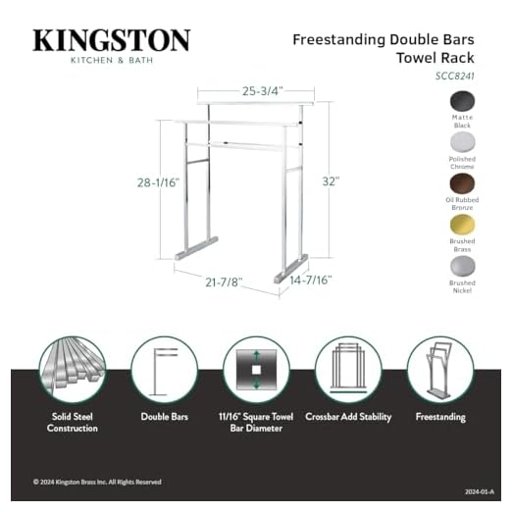 KINGSTON
KITCHEN & BATH
Freestanding Double Bars
Towel Rack
SCC8241
25-3/4"
28-1/16"
32"
21-7/8"
14-7/16"
Matte
Black
Polished
Chrome
Oil Rubbed
Bronze
Brushed
Brass
Brushed
Nickel
Solid Steel
Construction
Double Bars
11/16" Square Towel
Bar Diameter
Crossbar Add Stability
Freestanding
© 2024 Kingston Brass Inc. All Rights Reserved
2024-01-A